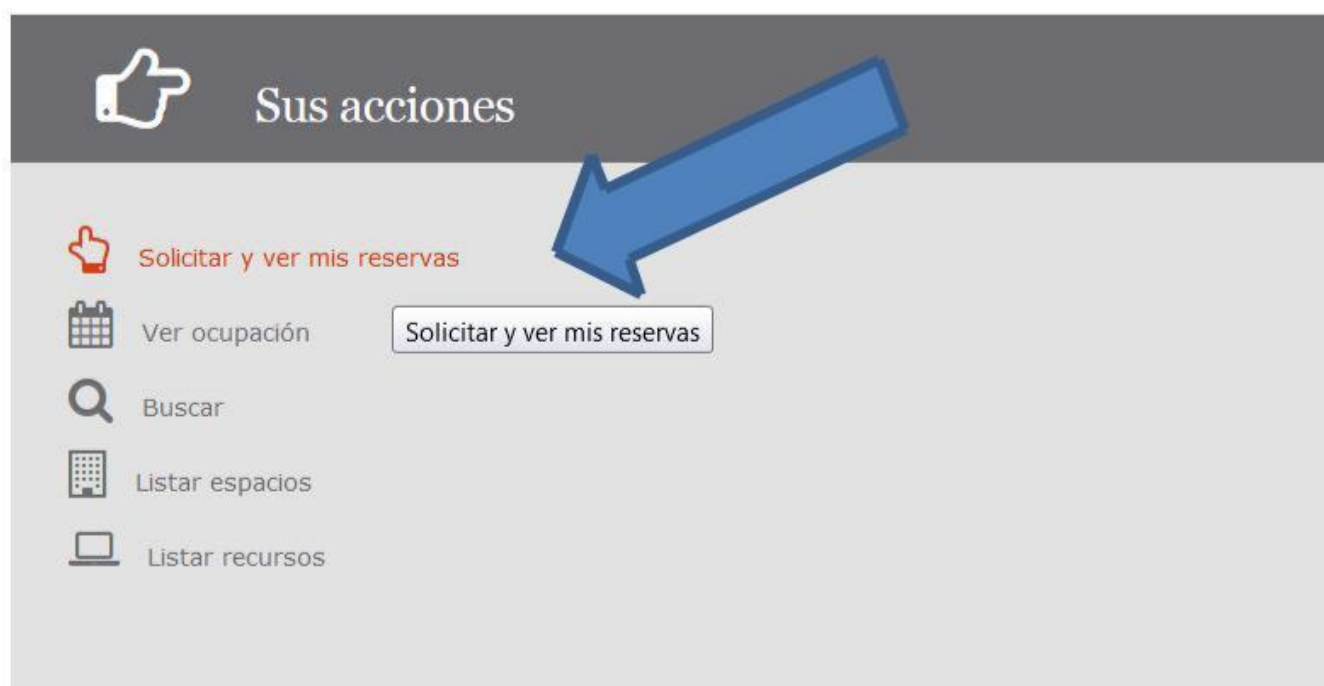 Sus acciones
Solicitar y ver mis reservas
Ver ocupación
Solicitar y ver mis reservas
Buscar
Listar espacios
Listar recursos